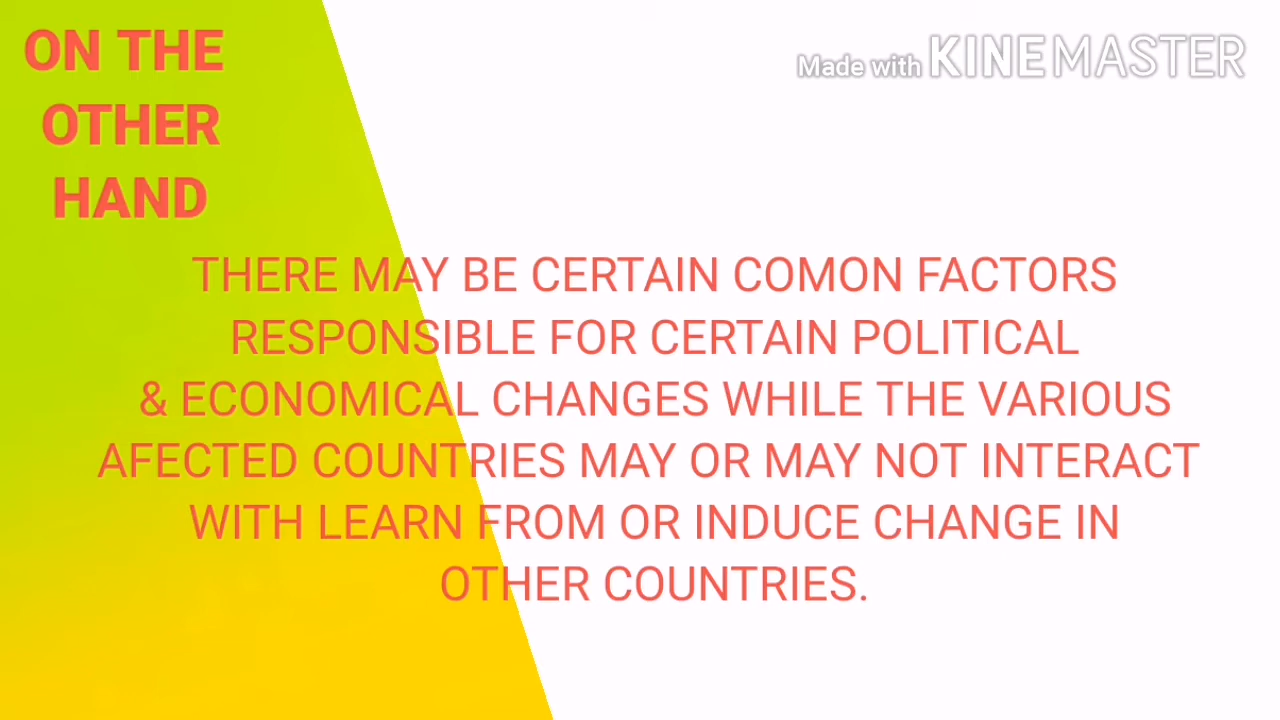 ON THE
OTHER
HAND
Made with KINEMASTER
THERE MAY BE CERTAIN COMON FACTORS
RESPONSIBLE FOR CERTAIN POLITICAL
& ECONOMICAL CHANGES WHILE THE VARIOUS
AFECTED COUNTRIES MAY OR MAY NOT INTERACT
WITH LEARN FROM OR INDUCE CHANGE IN
OTHER COUNTRIES.